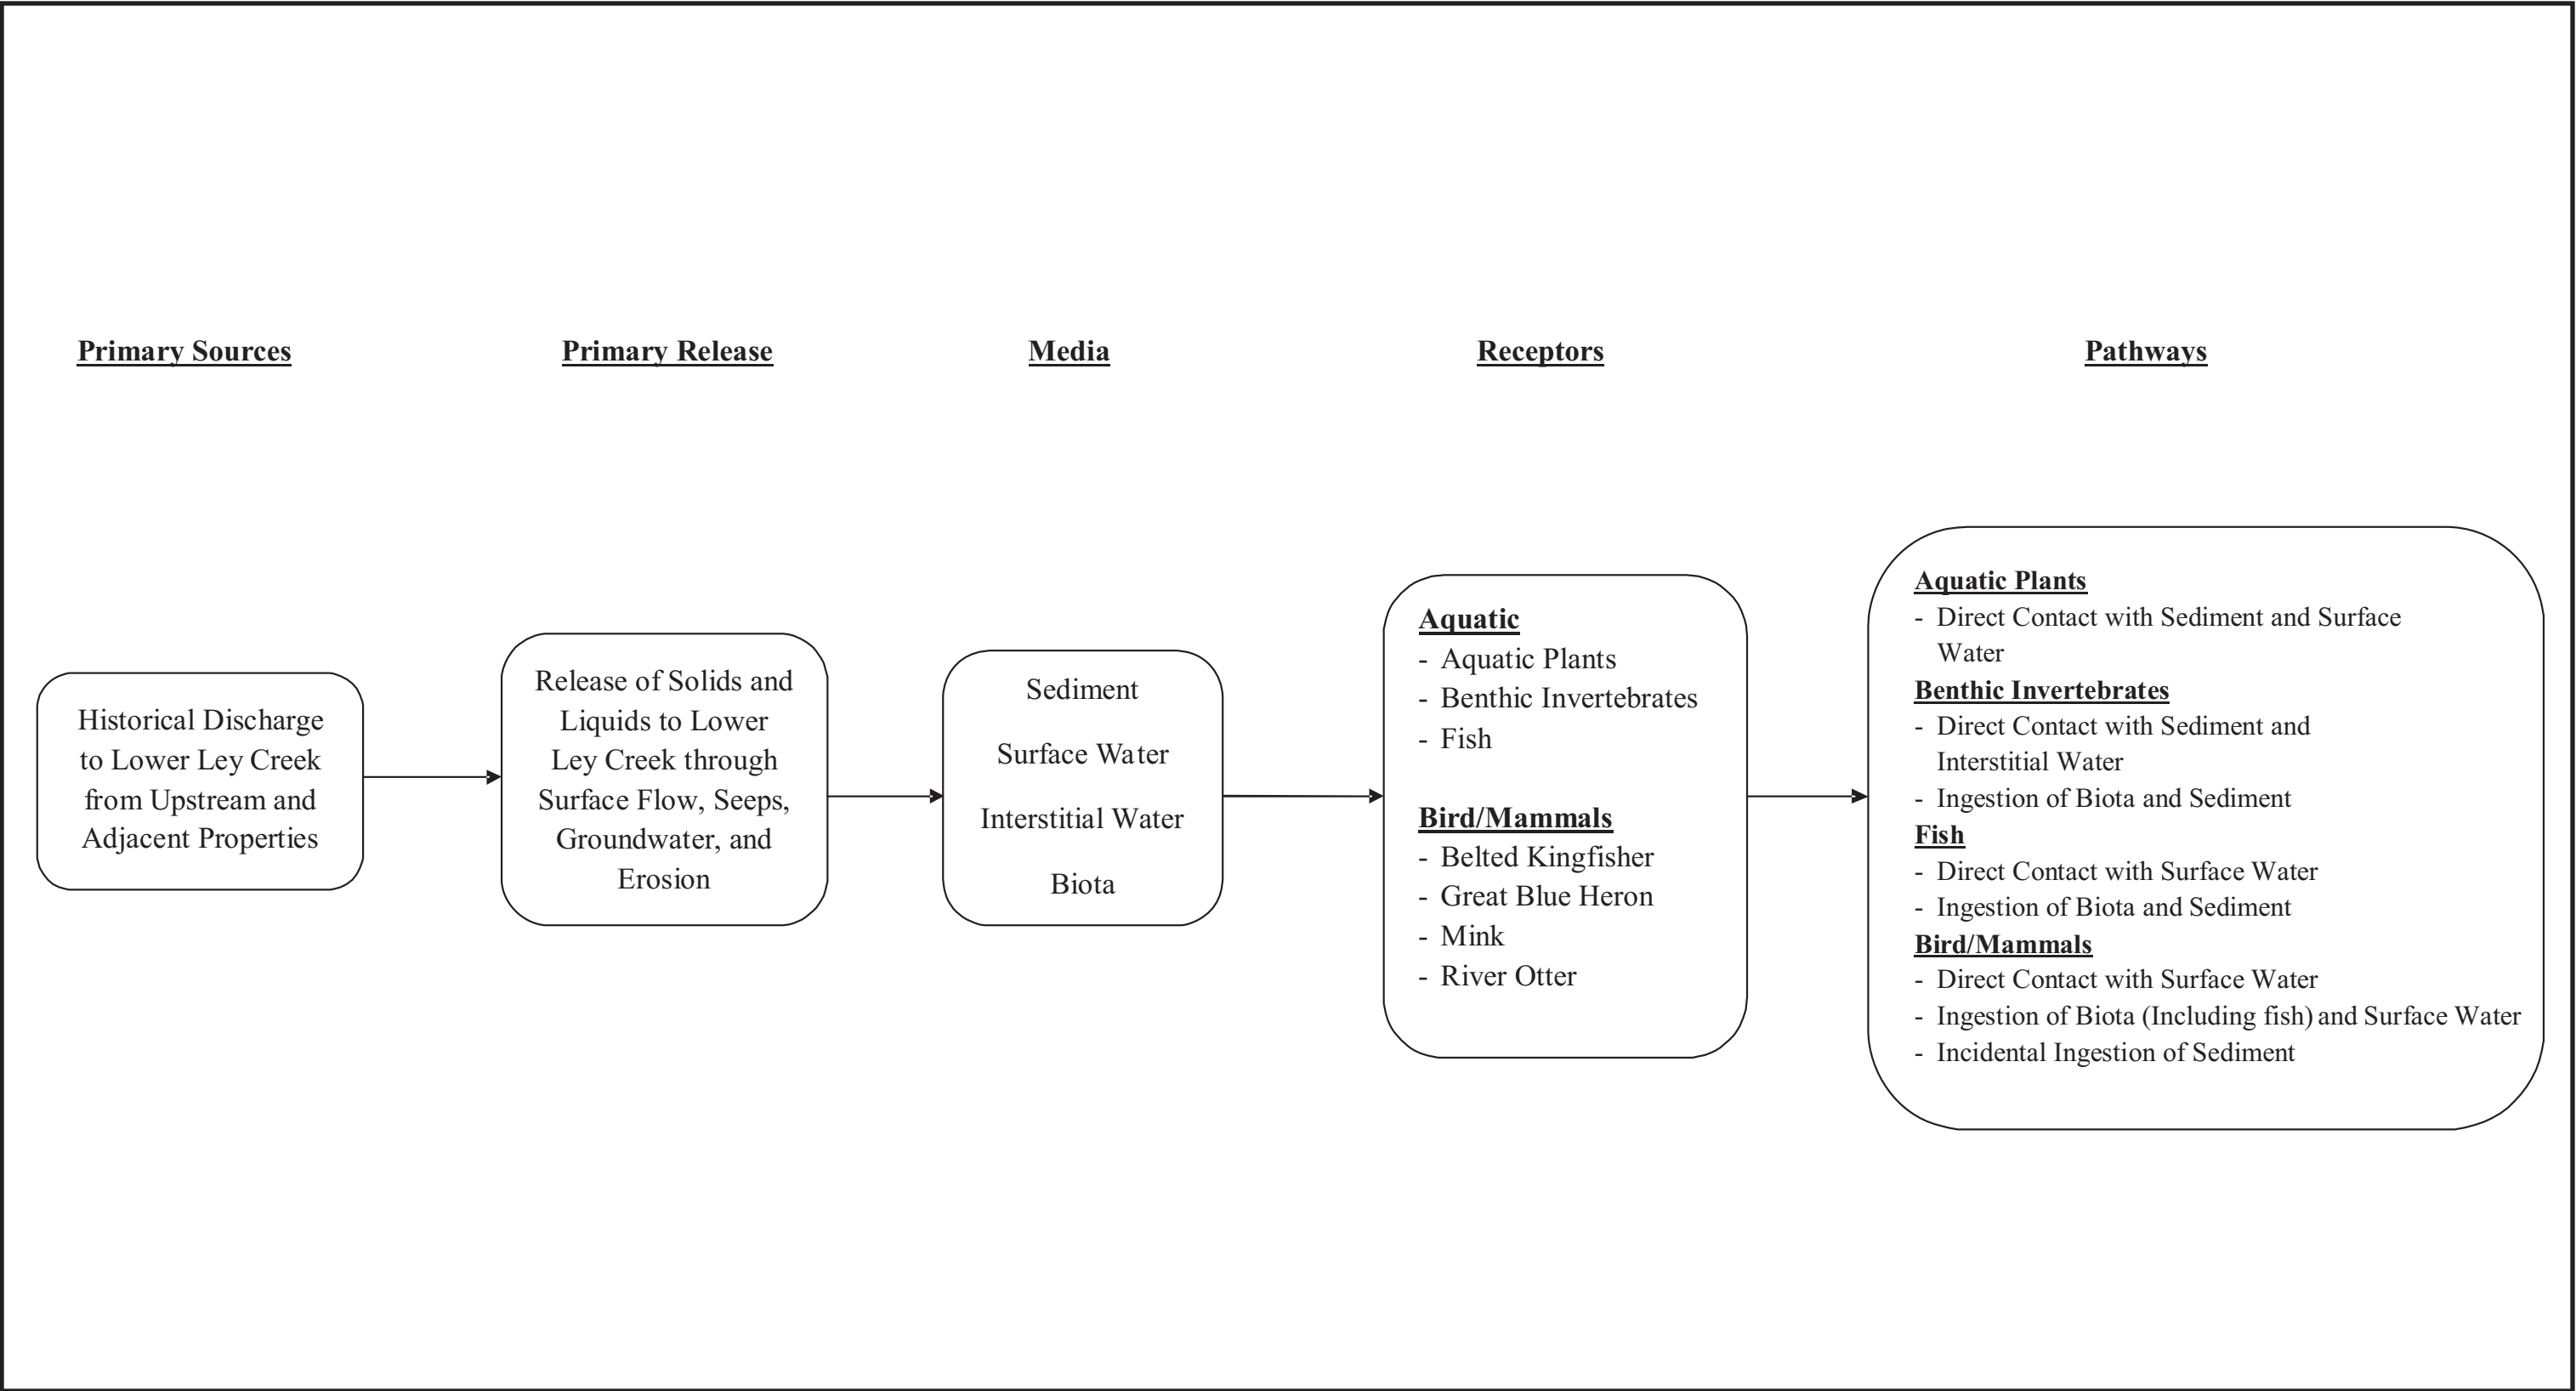 Primary Sources
Primary Release
Media
Receptors
Pathways
Historical Discharge
to Lower Ley Creek
from Upstream and
Adjacent Properties
Release of Solids and
Liquids to Lower
Ley Creek through
Surface Flow, Seeps,
Groundwater, and
Erosion
Sediment
Surface Water
Interstitial Water
Biota
Aquatic
- Aquatic Plants
- Benthic Invertebrates
- Fish
Bird/Mammals
- Belted Kingfisher
- Great Blue Heron
- Mink
- River Otter
Aquatic Plants
- Direct Contact with Sediment and Surface
Water
Benthic Invertebrates
- Direct Contact with Sediment and
Interstitial Water
- Ingestion of Biota and Sediment
Fish
- Direct Contact with Surface Water
- Ingestion of Biota and Sediment
Bird/Mammals
- Direct Contact with Surface Water
- Ingestion of Biota (Including fish) and Surface Water
- Incidental Ingestion of Sediment